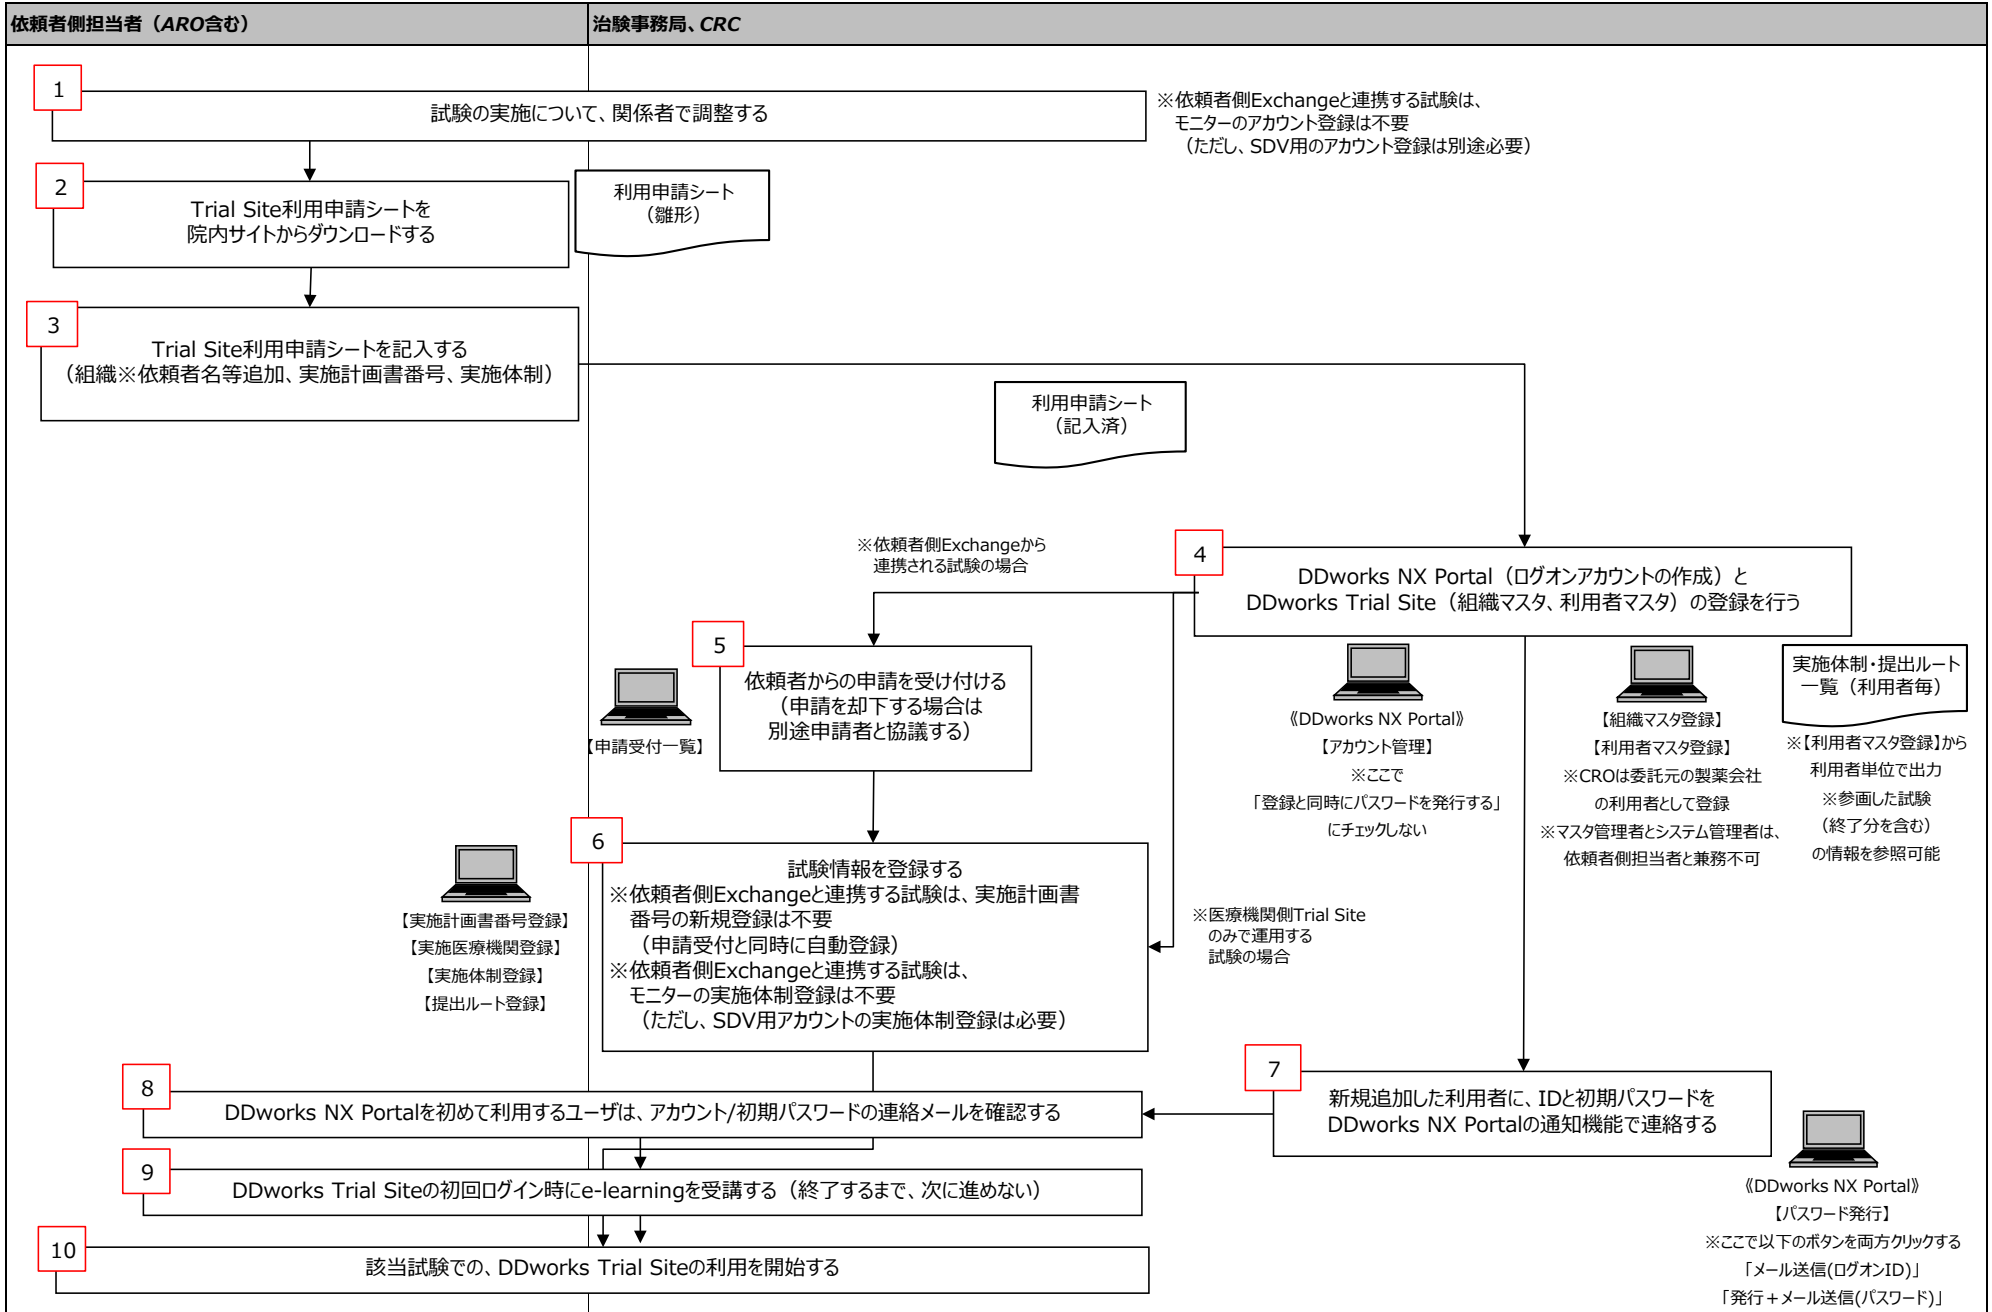 依頼者側担当者（ARO含む）
治験事務局、CRC
1
試験の実施について、関係者で調整する
※依頼者側Exchangeと連携する試験は、
モニターのアカウント登録は不要
（ただし、SDV用のアカウント登録は別途必要）
2
Trial Site利用申請シートを
院内サイトからダウンロードする
利用申請シート
（雛形）
3
Trial Site利用申請シートを記入する
（組織※依頼者名等追加、実施計画書番号、実施体制）
利用申請シート
（記入済）
※依頼者側Exchangeから
連携される試験の場合
4
DDworks NX Portal（ログオンアカウントの作成）と
DDworks Trial Site（組織マスタ、利用者マスタ）の登録を行う
5
依頼者からの申請を受け付ける
（申請を却下する場合は
別途申請者と協議する）
【申請受付一覧】
《DDworks NX Portal》
【アカウント管理】
※ここで
「登録と同時にパスワードを発行する」
にチェックしない
【組織マスタ登録】
【利用者マスタ登録】
※CROは委託元の製薬会社
の利用者として登録
※マスタ管理者とシステム管理者は、
依頼者側担当者と兼務不可
実施体制・提出ルート
一覧（利用者毎）
※【利用者マスタ登録】から
利用者単位で出力
※参画した試験
（終了分を含む）
の情報を参照可能
6
試験情報を登録する
※依頼者側Exchangeと連携する試験は、実施計画書
番号の新規登録は不要
（申請受付と同時に自動登録）
※依頼者側Exchangeと連携する試験は、
モニターの実施体制登録は不要
（ただし、SDV用アカウントの実施体制登録は必要）
【実施計画書番号登録】
【実施医療機関登録】
【実施体制登録】
【提出ルート登録】
※医療機関側Trial Site
のみで運用する
試験の場合
7
新規追加した利用者に、IDと初期パスワードを
DDworks NX Portalの通知機能で連絡する
8
DDworks NX Portalを初めて利用するユーザは、アカウント/初期パスワードの連絡メールを確認する
9
DDworks Trial Siteの初回ログイン時にe-learningを受講する（終了するまで、次に進めない）
10
該当試験での、DDworks Trial Siteの利用を開始する
《DDworks NX Portal》
【パスワード発行】
※ここで以下のボタンを両方クリックする
「メール送信(ログオンID)」
「発行＋メール送信(パスワード)」